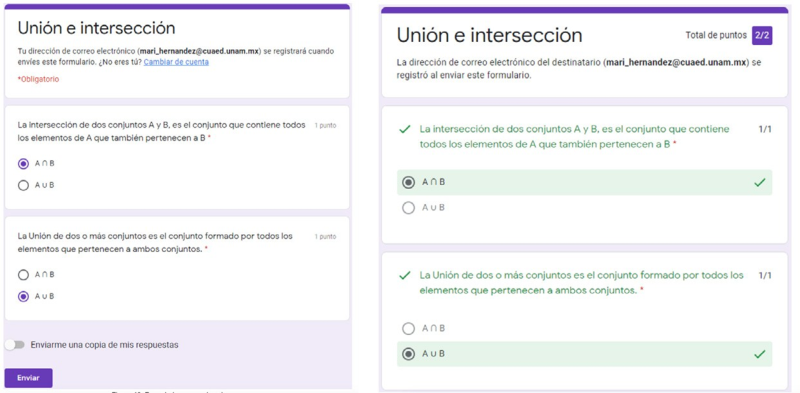 Unión e intersección
Tu dirección de correo electrónico (mari_hernandez@cuaed.unam.mx) se registrará cuando
envíes este formulario. ¿No eres tú? Cambiar de cuenta
*Obligatorio
La intersección de dos conjuntos A y B, es el conjunto que contiene todos 1 punto
los elementos de A que también pertenecen a B *
A ∩ B
A ∪ B
La Unión de dos o más conjuntos es el conjunto formado por todos los 1 punto
elementos que pertenecen a ambos conjuntos. *
A ∩ B
A ∪ B
Enviarme una copia de mis respuestas
Enviar
Unión e intersección Total de puntos 2/2
La dirección de correo electrónico del destinatario (mari_hernandez@cuaed.unam.mx) se
registró al enviar este formulario.
La intersección de dos conjuntos A y B, es el conjunto que contiene 1/1
todos los elementos de A que también pertenecen a B *
A ∩ B
A ∪ B
La Unión de dos o más conjuntos es el conjunto formado por todos los 1/1
elementos que pertenecen a ambos conjuntos. *
A ∩ B
A ∪ B